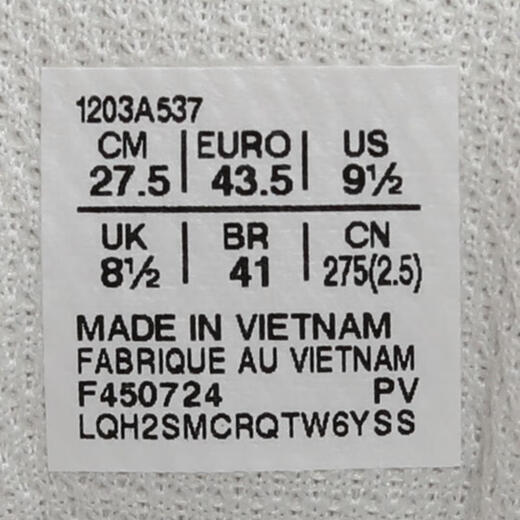 1203A537
CM | EURO | US
27.5 | 43.5 | 9½
UK | BR | CN
8½ | 41 | 275(2.5)
MADE IN VIETNAM
FABRIQUE AU VIETNAM
F450724 PV
LQH2SMCRQTW6YSS